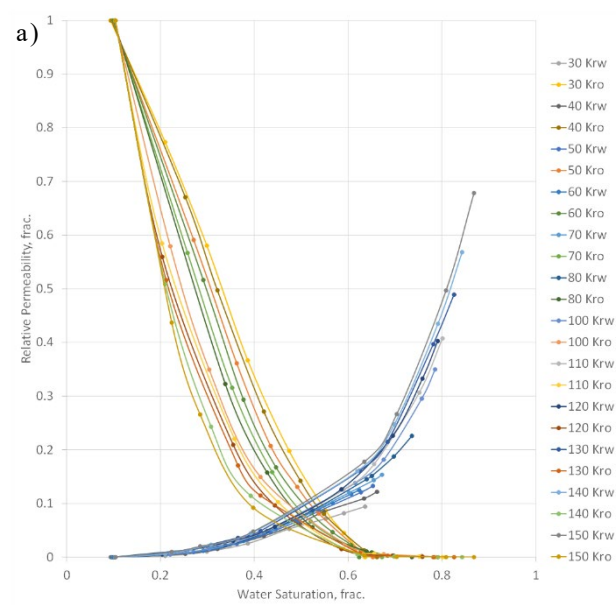 a)
1
0.9
0.8
0.7
0.6
0.5
0.4
0.3
0.2
0.1
0
Relative Permeability, frac.
0
0.2
0.4
0.6
0.8
1
Water Saturation, frac.
30 Krw
30 Kro
40 Krw
40 Kro
50 Krw
50 Kro
60 Krw
60 Kro
70 Krw
70 Kro
80 Krw
80 Kro
100 Krw
100 Kro
110 Krw
110 Kro
120 Krw
120 Kro
130 Krw
130 Kro
140 Krw
140 Kro
150 Krw
150 Kro